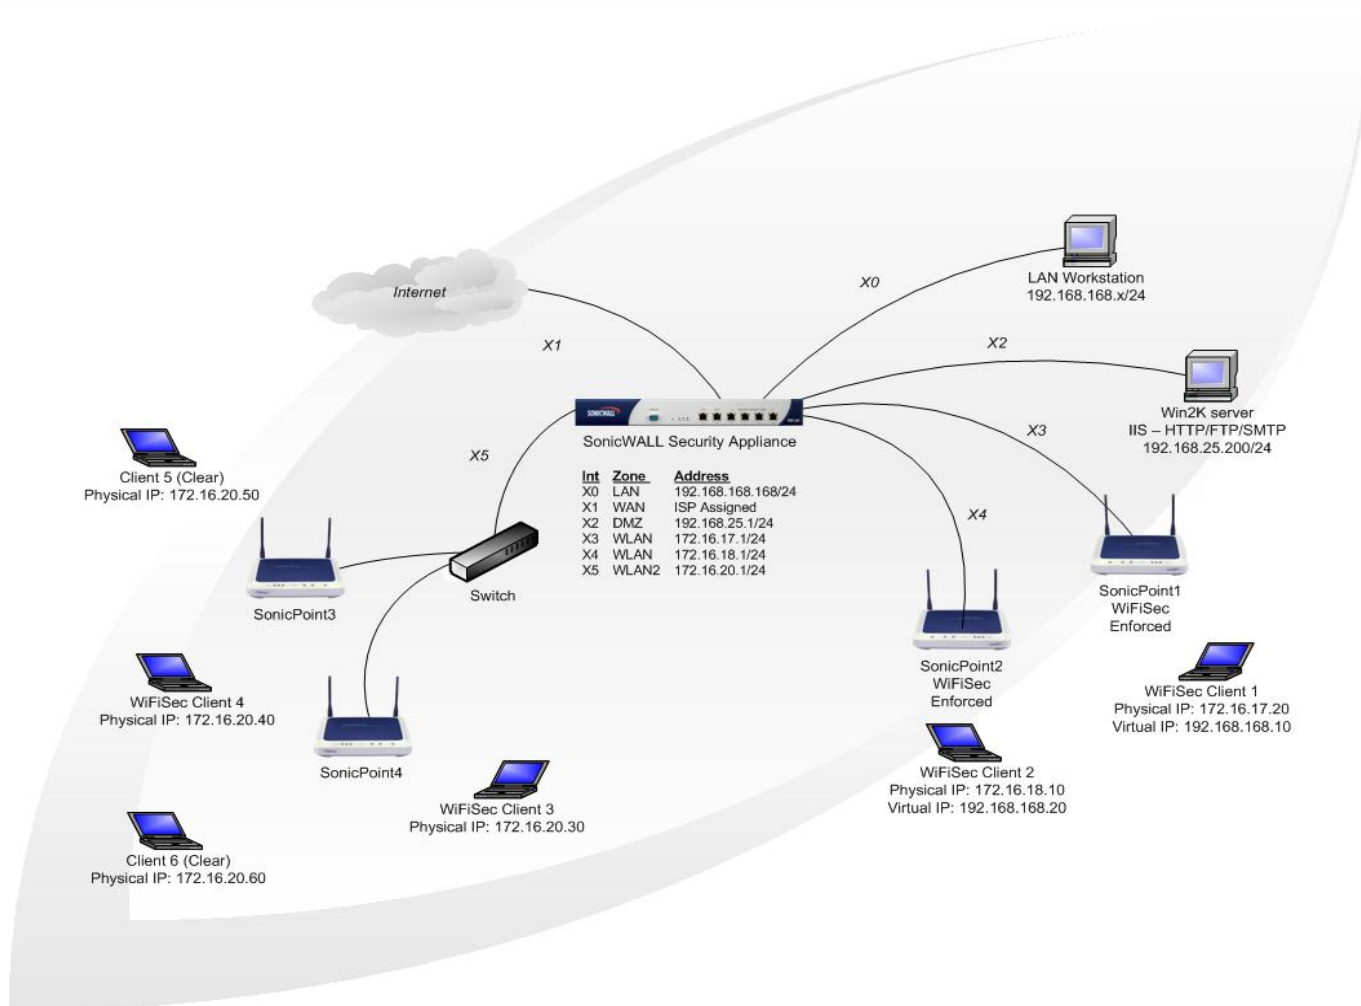 Internet
X0
X1
X2
X3
X4
X5
LAN Workstation
192.168.168.x/24
Win2K server
IIS – HTTP/FTP/SMTP
192.168.25.200/24
SONICWALL
SonicWALL Security Appliance
Int Zone Address
X0 LAN 192.168.168.168/24
X1 WAN ISP Assigned
X2 DMZ 192.168.25.1/24
X3 WLAN 172.16.17.1/24
X4 WLAN 172.16.18.1/24
X5 WLAN2 172.16.20.1/24
Client 5 (Clear)
Physical IP: 172.16.20.50
SonicPoint3
Switch
SonicPoint1
WiFiSec
Enforced
SonicPoint2
WiFiSec
Enforced
WiFiSec Client 4
Physical IP: 172.16.20.40
SonicPoint4
WiFiSec Client 1
Physical IP: 172.16.17.20
Virtual IP: 192.168.168.10
WiFiSec Client 2
Physical IP: 172.16.18.10
Virtual IP: 192.168.168.20
WiFiSec Client 3
Physical IP: 172.16.20.30
Client 6 (Clear)
Physical IP: 172.16.20.60